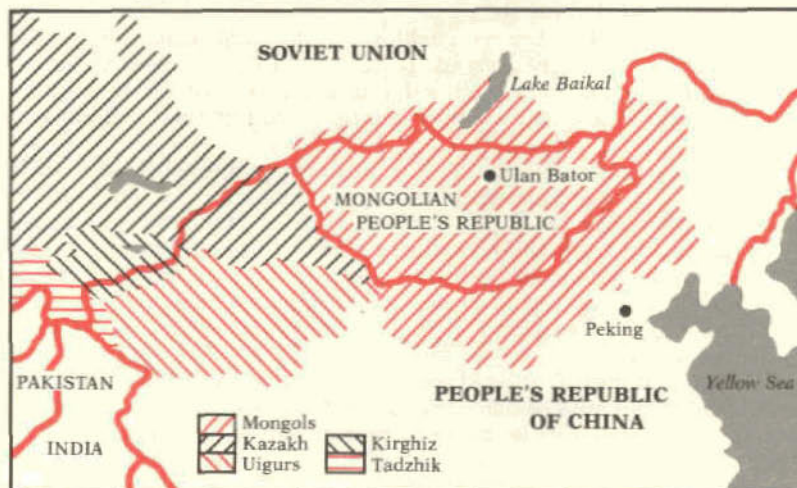 SOVIET UNION
Lake Baikal
Ulan Bator
MONGOLIAN
PEOPLE'S REPUBLIC
Peking
PAKISTAN
INDIA
PEOPLE'S REPUBLIC
OF CHINA
Yellow Sea
Mongols
Kazakh
Uigurs
Kirghiz
Tadzhik